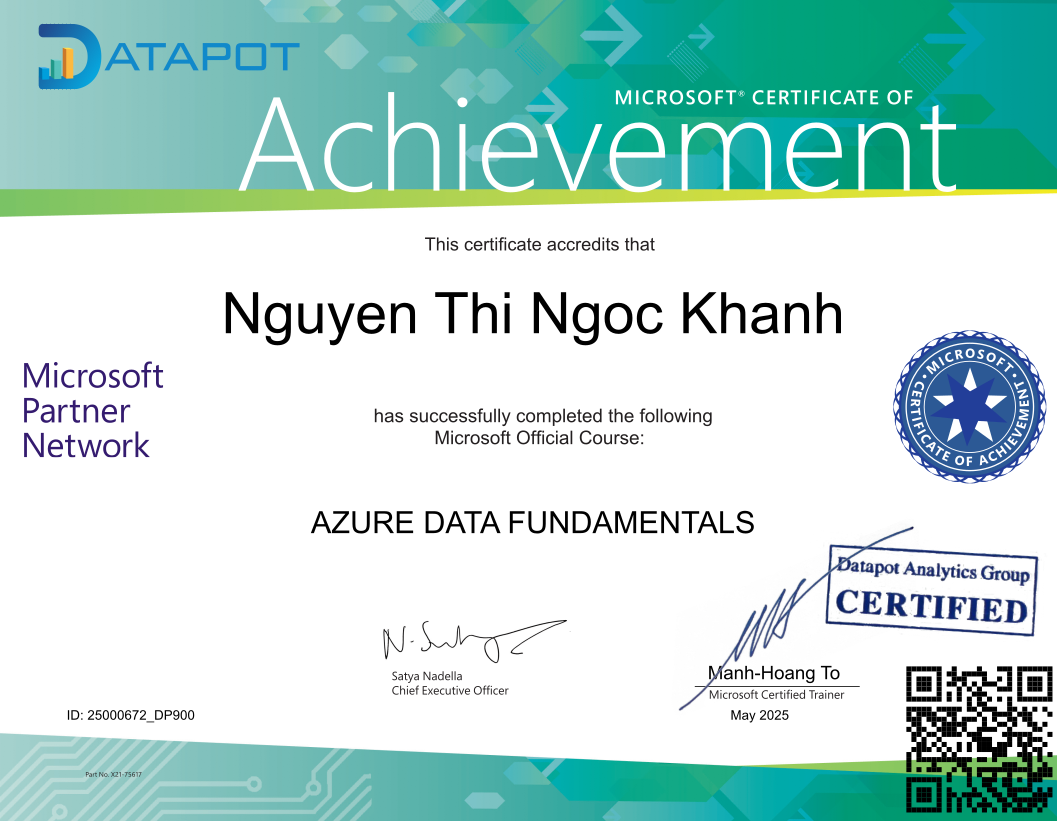 DATAPOT
MICROSOFT® CERTIFICATE OF
Achievement
This certificate accredits that
Nguyen Thi Ngoc Khanh
Microsoft
Partner
Network
MICROSOFT • CERTIFICATE OF ACHIEVEMENT •
has successfully completed the following
Microsoft Official Course:
AZURE DATA FUNDAMENTALS
Datapot Analytics Group
CERTIFIED
N. Satya
Satya Nadella
Chief Executive Officer
Manh-Hoang To
Microsoft Certified Trainer
ID: 25000672_DP900
May 2025
Part No. X21-75617